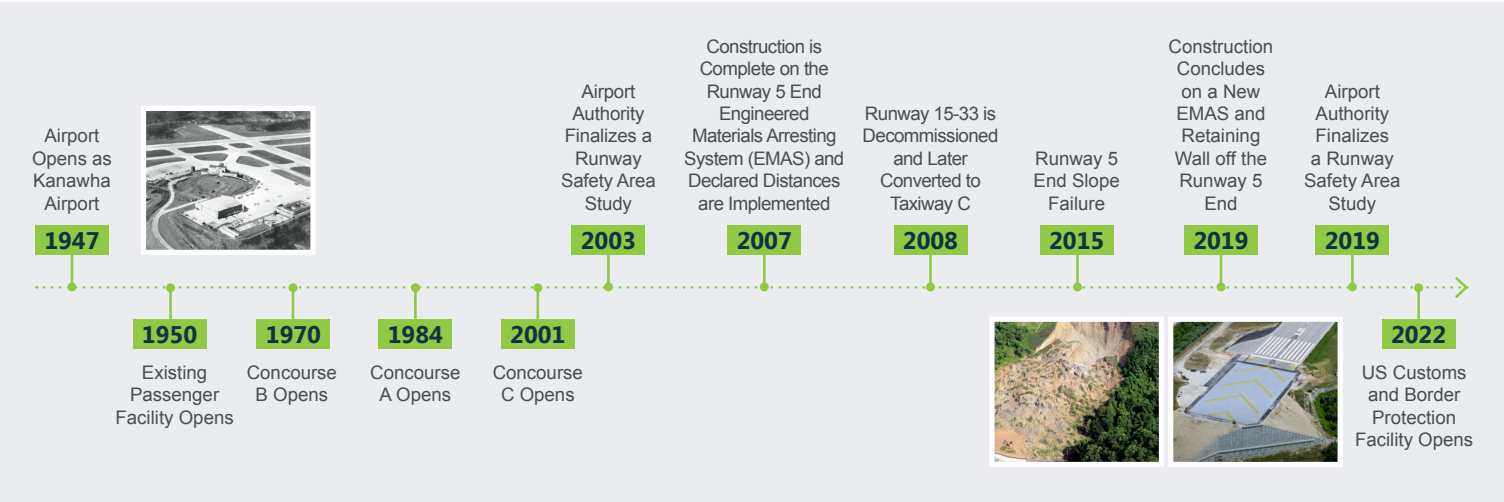 Airport
Opens as
Kanawha
Airport
1947
1950
Existing
Passenger
Facility Opens
1970
Concourse
B Opens
1984
Concourse
A Opens
2001
Concourse
C Opens
Airport
Authority
Finalizes a
Runway
Safety Area
Study
2003
Construction is
Complete on the
Runway 5 End
Engineered
Materials Arresting
System (EMAS) and
Declared Distances
are Implemented
2007
Runway 15-33 is
Decommissioned
and Later
Converted to
Taxiway C
2008
Runway 5
End Slope
Failure
2015
Construction
Concludes
on a New
EMAS and
Retaining
Wall off the
Runway 5
End
2019
Airport
Authority
Finalizes
a Runway
Safety Area
Study
2019
2022
US Customs
and Border
Protection
Facility Opens